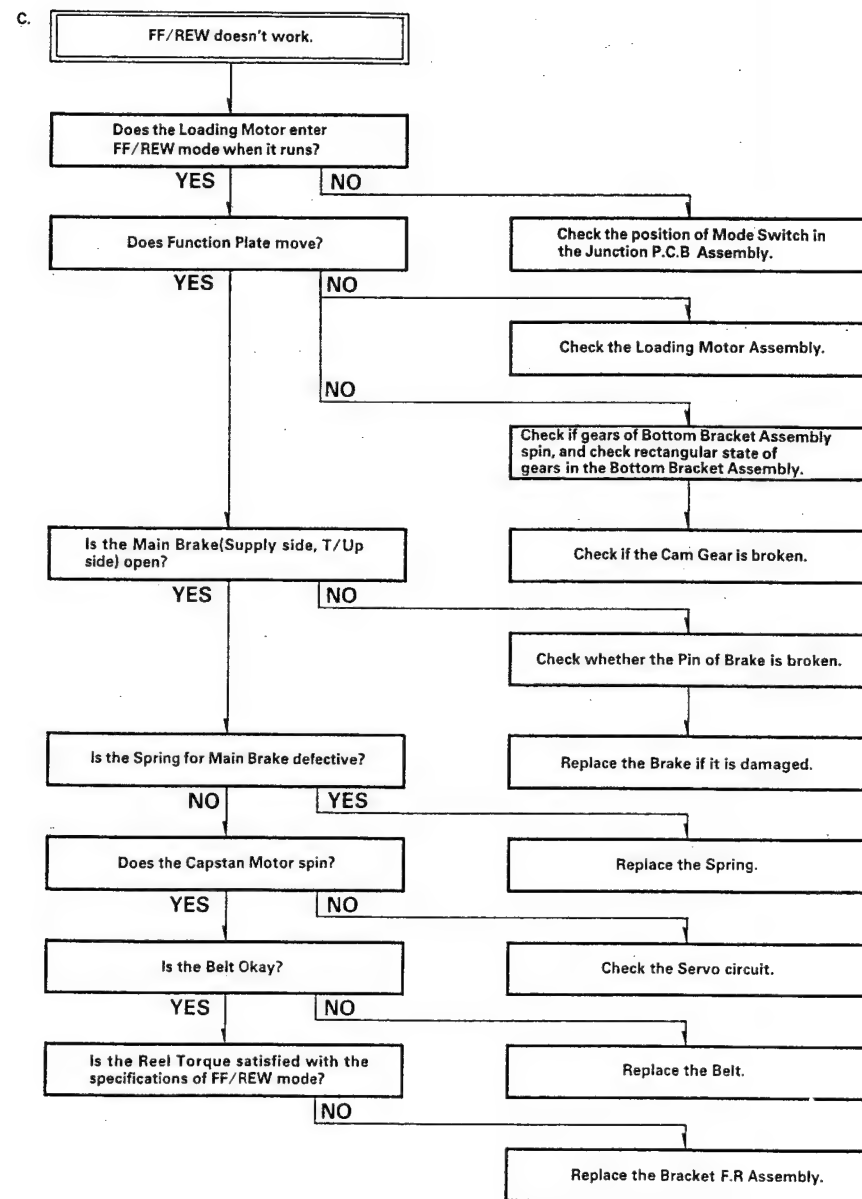 C.
FF/REW doesn't work.
Does the Loading Motor enter
FF/REW mode when it runs?
YES
NO
Does Function Plate move?
Check the position of Mode Switch in
the Junction P.C.B Assembly.
YES
NO
Check the Loading Motor Assembly.
NO
Check if gears of Bottom Bracket Assembly
spin, and check rectangular state of
gears in the Bottom Bracket Assembly.
Is the Main Brake(Supply side, T/Up
side) open?
Check if the Cam Gear is broken.
YES
NO
Check whether the Pin of Brake is broken.
Is the Spring for Main Brake defective?
Replace the Brake if it is damaged.
NO
YES
Does the Capstan Motor spin?
Replace the Spring.
YES
NO
Is the Belt Okay?
Check the Servo circuit.
YES
NO
Is the Reel Torque satisfied with the
specifications of FF/REW mode?
Replace the Belt.
NO
Replace the Bracket F.R Assembly.